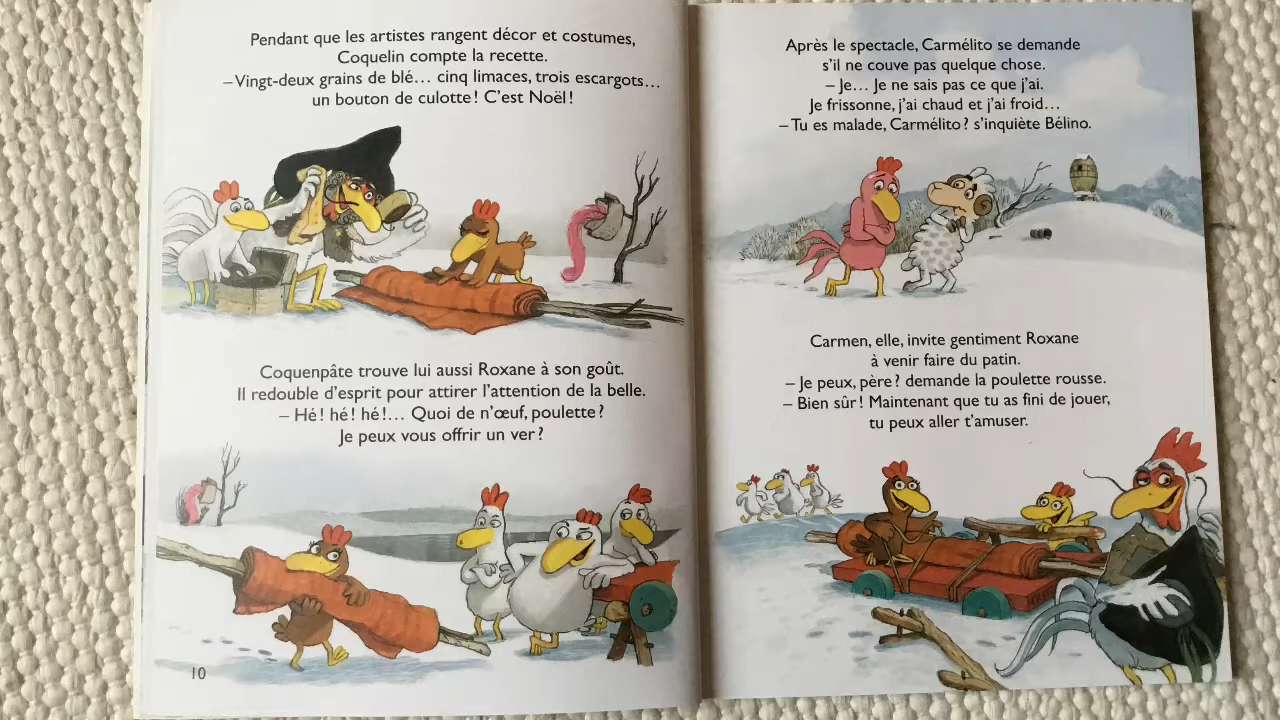 Pendant que les artistes rangent décor et costumes,
Coquelin compte la recette.
– Vingt-deux grains de blé… cinq limaces, trois escargots…
un bouton de culotte ! C'est Noël !
Coquenpâte trouve lui aussi Roxane à son goût.
Il redouble d'esprit pour attirer l'attention de la belle.
– Hé ! hé ! hé !… Quoi de n'œuf, poulette ?
Je peux vous offrir un ver ?
10
Après le spectacle, Carmélito se demande
s'il ne couve pas quelque chose.
– Je… Je ne sais pas ce que j'ai.
Je frissonne, j'ai chaud et j'ai froid…
– Tu es malade, Carmélito ? s'inquiète Bélino.
Carmen, elle, invite gentiment Roxane
à venir faire du patin.
– Je peux, père ? demande la poulette rousse.
– Bien sûr ! Maintenant que tu as fini de jouer,
tu peux aller t'amuser.